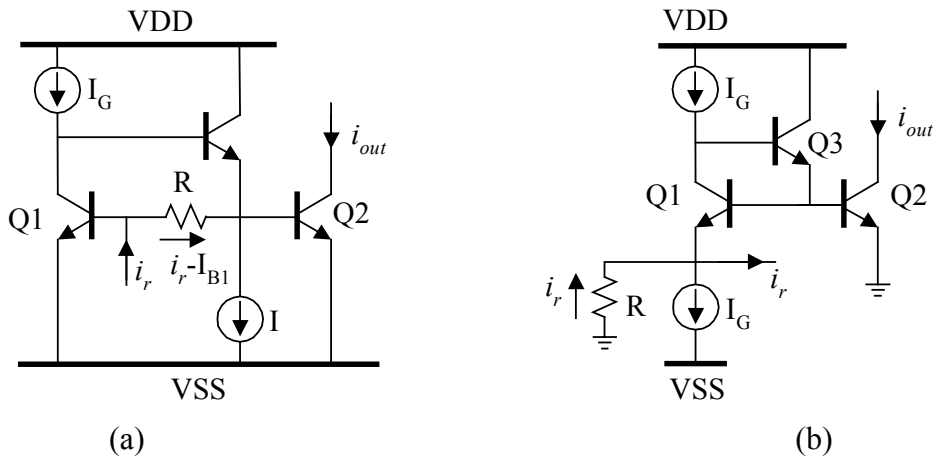 VDD
I_G
i_out
R
Q1
Q2
i_r
i_r-I_B1
I
VSS
(a)
VDD
I_G
i_out
Q3
Q1
Q2
i_r
R
i_r
I_G
VSS
(b)